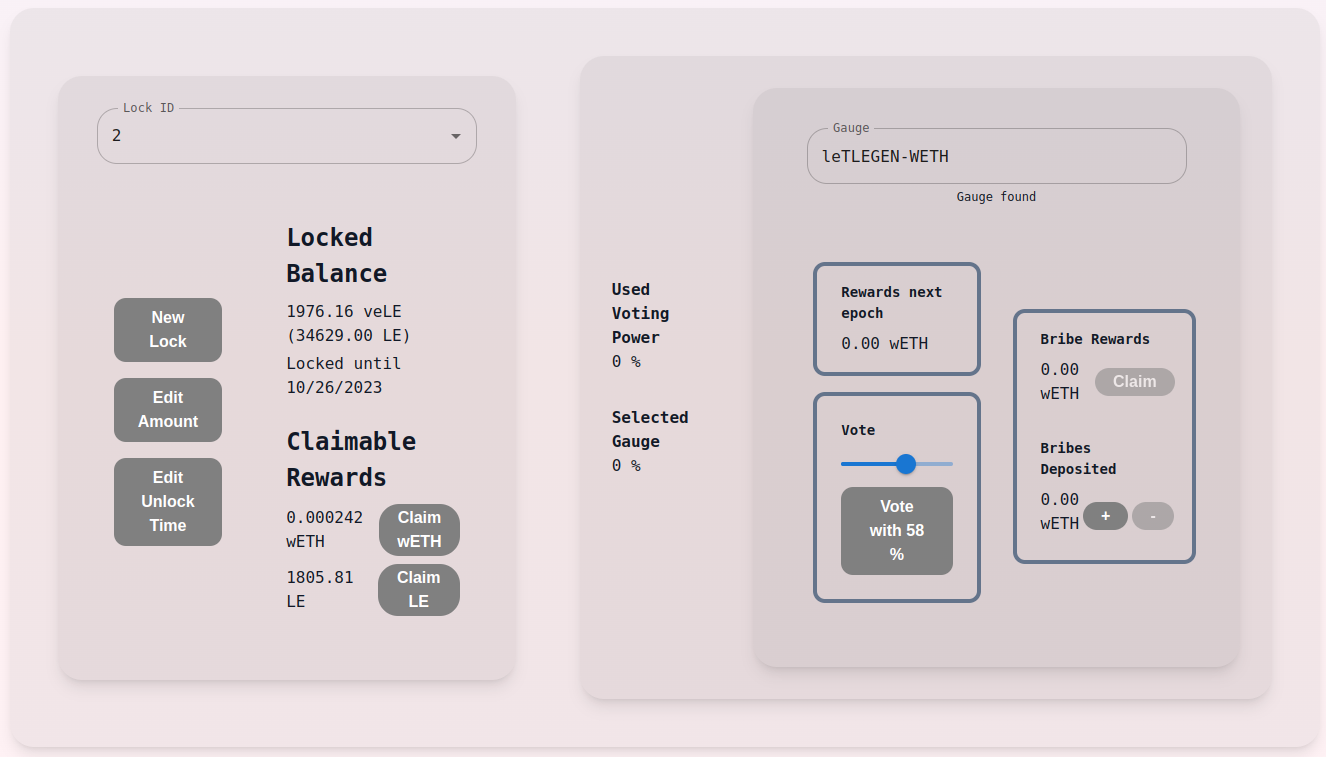 Lock ID
2
New
Lock
Edit
Amount
Edit
Unlock
Time
Locked
Balance
1976.16 veLE
(34629.00 LE)
Locked until
10/26/2023
Claimable
Rewards
0.000242
wETH
Claim
wETH
1805.81
LE
Claim
LE
Used
Voting
Power
0 %
Selected
Gauge
0 %
Gauge
leTLEGEN-WETH
Gauge found
Rewards next
epoch
0.00 wETH
Vote
Vote
with 58
%
Bribe Rewards
0.00
wETH
Claim
Bribes
Deposited
0.00
wETH
+
-